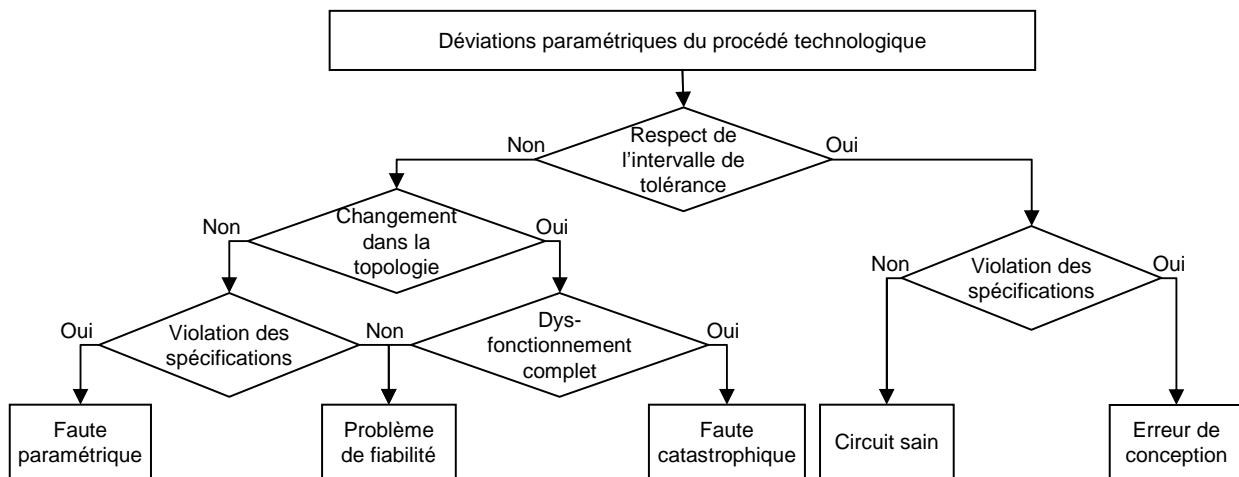 Déviations paramétriques du procédé technologique
Non
Respect de
l'intervalle de
tolérance
Oui
Non
Changement
dans la
topologie
Oui
Non
Violation des
spécifications
Oui
Oui
Violation des
spécifications
Non
Dys-
fonctionnement
complet
Oui
Faute
paramétrique
Problème
de fiabilité
Faute
catastrophique
Circuit sain
Erreur de
conception